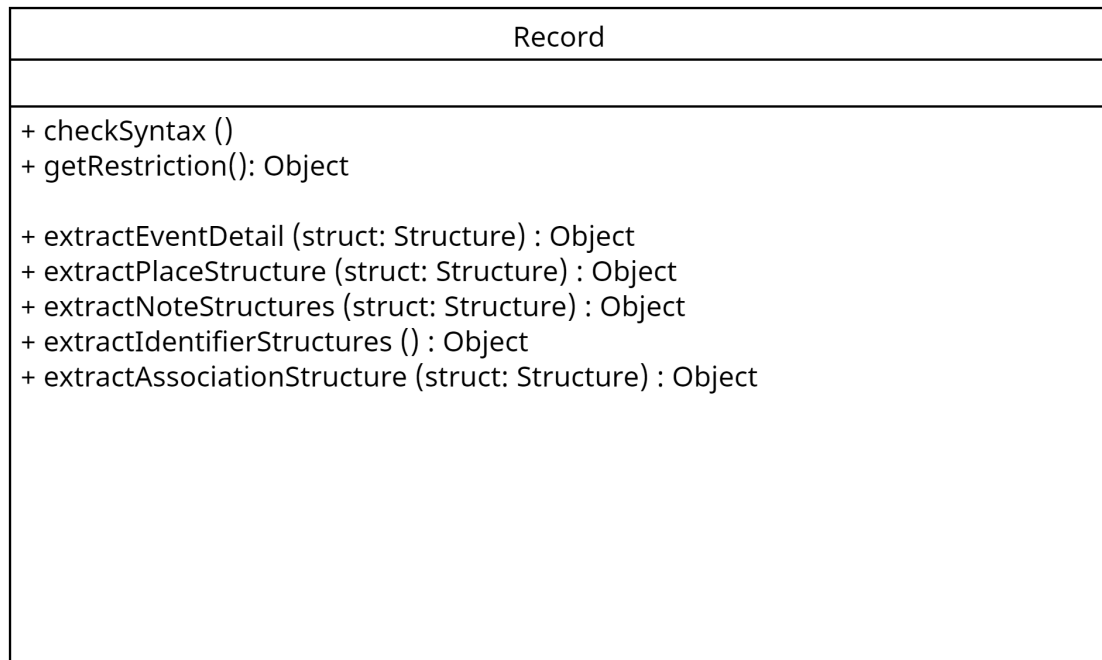 Record
+ checkSyntax ()
+ getRestriction(): Object
+ extractEventDetail (struct: Structure) : Object
+ extractPlaceStructure (struct: Structure) : Object
+ extractNoteStructures (struct: Structure) : Object
+ extractIdentifierStructures () : Object
+ extractAssociationStructure (struct: Structure) : Object